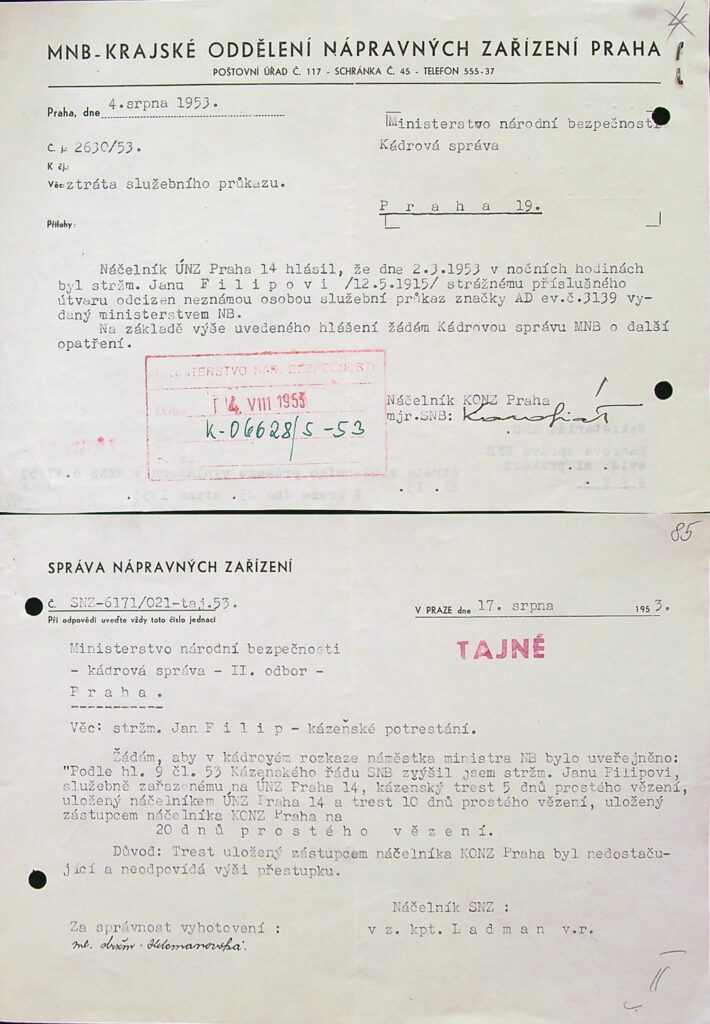 MNB-KRAJSKÉ ODDĚLENÍ NÁPRAVNÝCH ZAŘÍZENÍ PRAHA
POŠTOVNÍ ÚŘAD Č. 117 - SCHRÁNKA Č. 45 - TELEFON 555-37
Praha, dne 4.srpna 1953.
Ministerstvo národní bezpečnosti
Č. j. 2630/53.
Kádrová správa
K čj.
Věc: ztráta služebního průkazu.
P r a h a 19.
Přílohy:
Náčelník ÚNZ Praha 14 hlásil, že dne 2.3.1953 v nočních hodinách
byl stržm. Janu F i l i p o v i /12.5.1915/ strážnému příslušného
útvaru odcizen neznámou osobou služební průkaz značky AD ev.č.3139 vy-
daný ministerstvem NB.
Na základě výše uvedeného hlášení žádám Kádrovou správu MNB o další
opatření.
MINISTERSTVO NÁR. BEZPEČNOSTI
14. VIII 1953
K-06628/S-53
Náčelník KONZ Praha
mjr.SNB:
85
SPRÁVA NÁPRAVNÝCH ZAŘÍZENÍ
Č. SNZ-6171/021-taj.53.
V PRAZE dne 17. srpna 1953.
Při odpovědi uveďte vždy toto číslo jednací
TAJNÉ
Ministerstvo národní bezpečnosti
- kádrová správa - II. odbor -
P r a h a .
Věc: stržm. Jan F i l i p - kázeňské potrestání.
Žádám, aby v kádrovém rozkaze náměstka ministra NB bylo uveřejněno:
"Podle hl. 9 čl. 53 Kázenského řádu SNB zvýšil jsem stržm. Janu Filipovi,
služebně zařazenému na ÚNZ Praha 14, kázenský trest 5 dnů prostého vězení,
uložený náčelníkem ÚNZ Praha 14 a trest 10 dnů prostého vězení, uložený
zástupcem náčelníka KONZ Praha na
20 d n ů p r o s t é h o v ě z e n í.
Důvod: Trest uložený zástupcem náčelníka KONZ Praha byl nedostaču-
jící a neodpovídá výši přestupku.
Náčelník SNZ :
Za správnost vyhotovení :
v z. kpt. L a d m a n v.r.